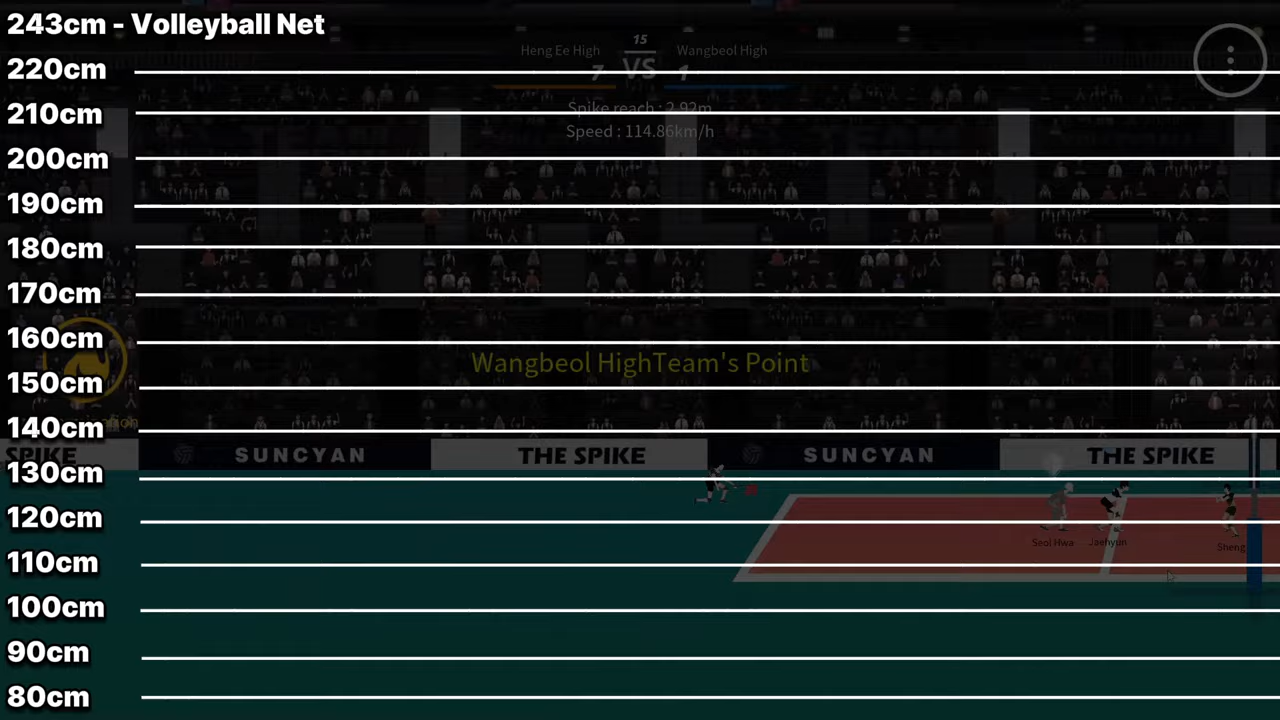 243cm - Volleyball Net
15
Heng Ee High
Wangbeol High
VS
7
1
220cm
Spike reach : 2.92m
210cm
Speed : 114.86km/h
200cm
190cm
180cm
170cm
160cm
Wangbeol HighTeam's Point
150cm
140cm
SPIKE
SUNCYAN
THE SPIKE
SUNCYAN
THE SPIKE
130cm
120cm
Seol Hwa
Jaehyun
Sheng
110cm
100cm
90cm
80cm